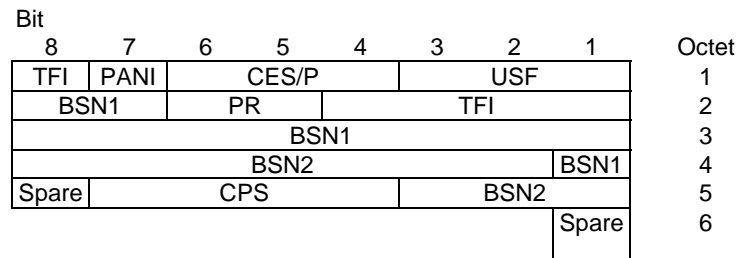 Bit
8 7 6 5 4 3 2 1 Octet
TFI PANI CES/P USF 1
BSN1 PR TFI 2
BSN1 3
BSN2 BSN1 4
Spare CPS BSN2 5
Spare 6